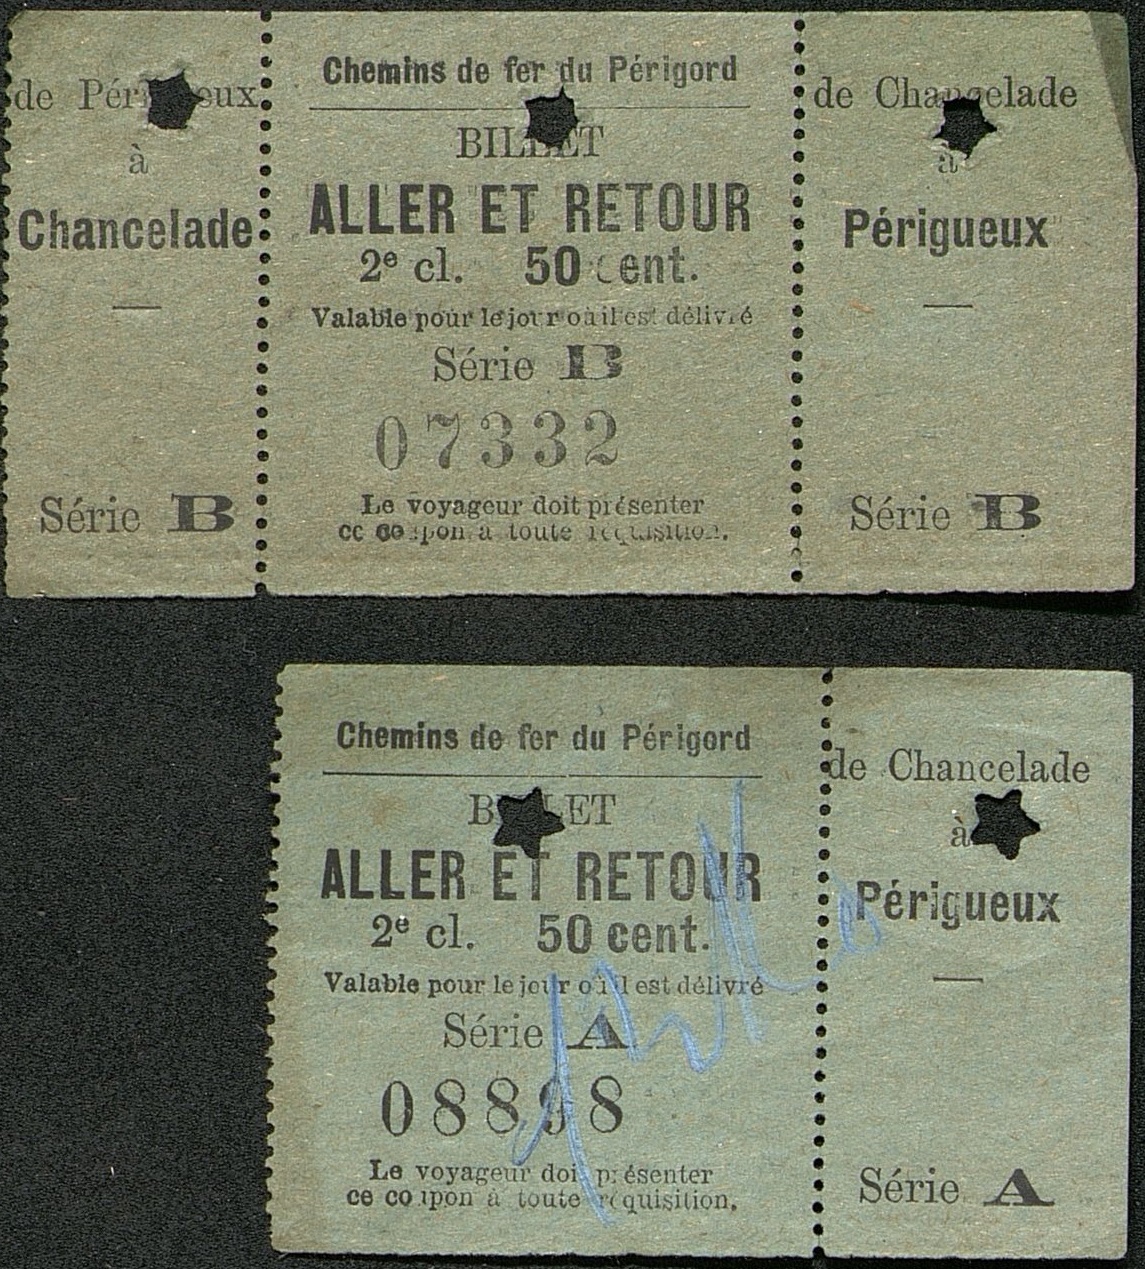 de Périgueux
à
Chancelade
Série B
Chemins de fer du Périgord
BILLET
ALLER ET RETOUR
2e cl. 50 cent.
Valable pour le jour où il est délivré
Série B
07332
Le voyageur doit présenter
ce coupon à toute réquisition.
de Chancelade
à
Périgueux
Série B
Chemins de fer du Périgord
BILLET
ALLER ET RETOUR
2e cl. 50 cent.
Valable pour le jour où il est délivré
Série A
08898
Le voyageur doit présenter
ce coupon à toute réquisition.
de Chancelade
à
Périgueux
Série A